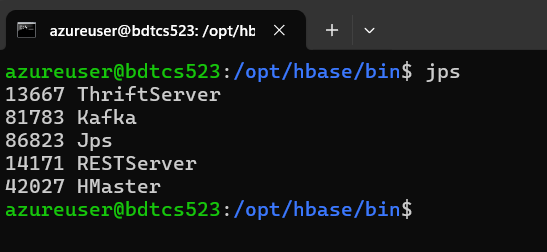 azureuser@bdtcs523: /opt/hb
azureuser@bdtcs523:/opt/hbase/bin$ jps
13667 ThriftServer
81783 Kafka
86823 Jps
14171 RESTServer
42027 HMaster
azureuser@bdtcs523:/opt/hbase/bin$